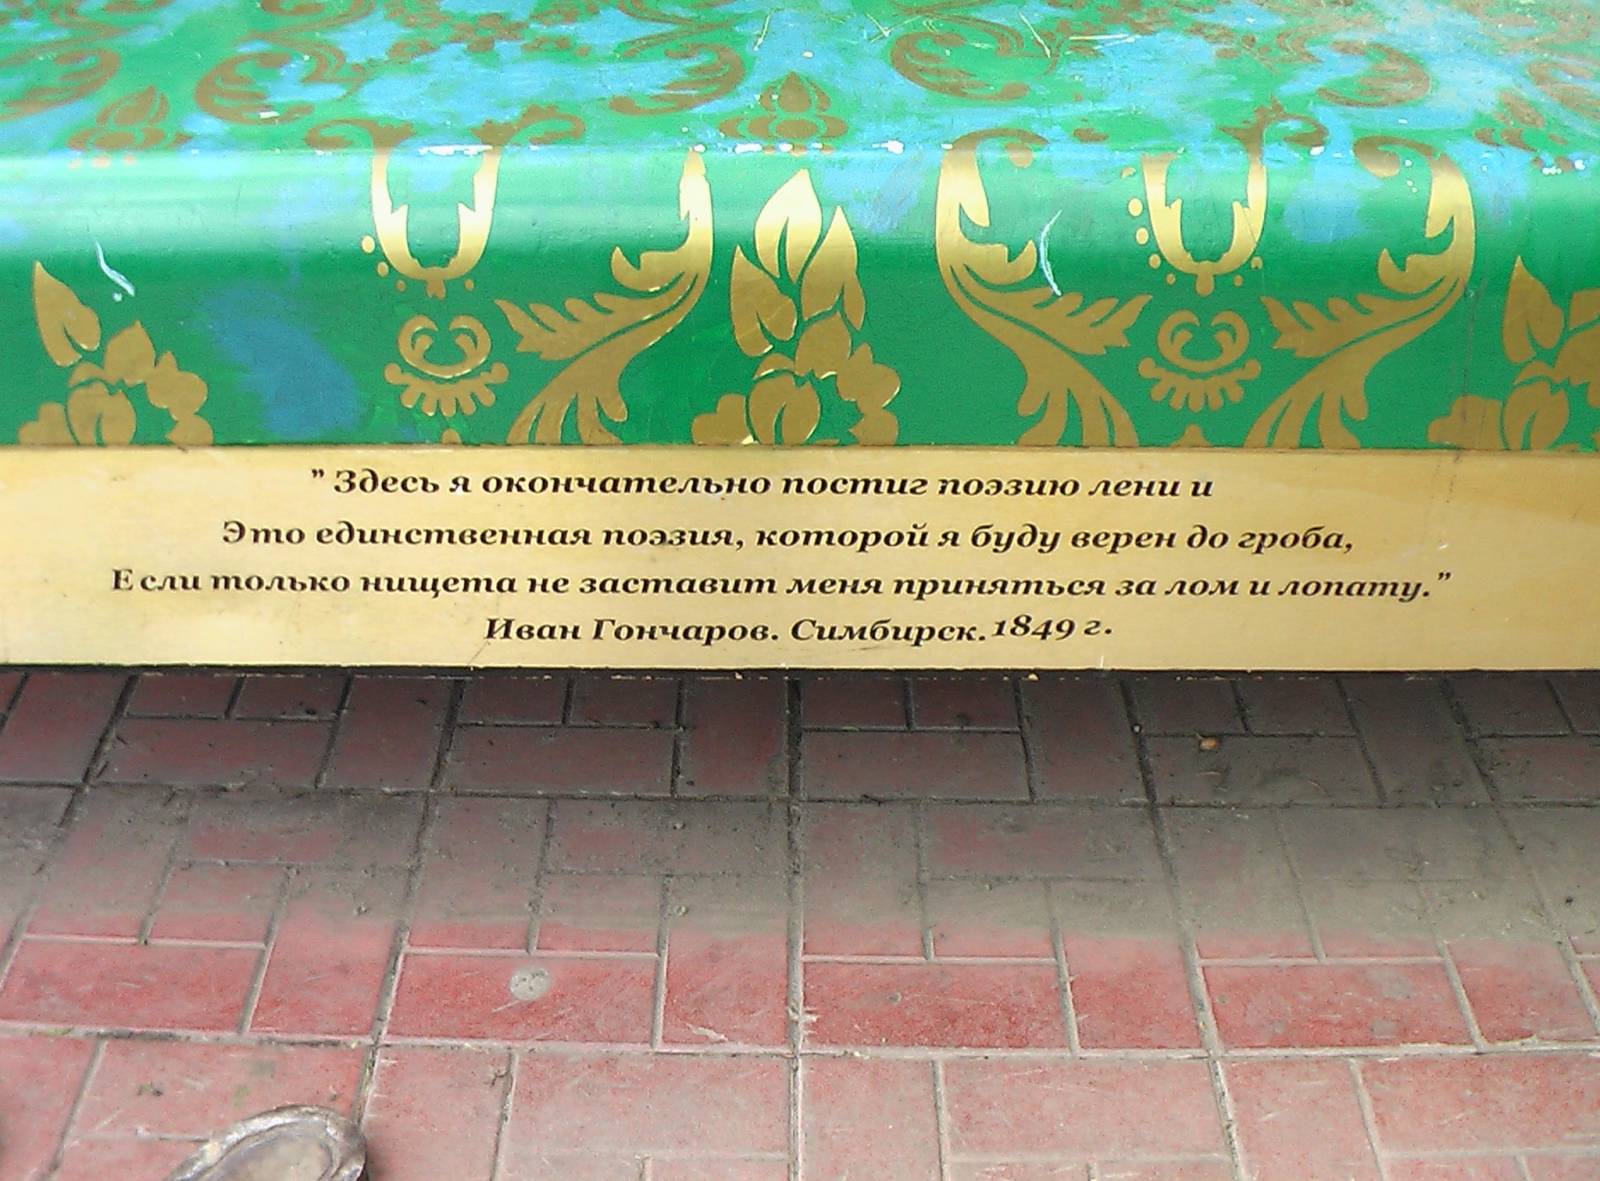 ” Здесь я окончательно постиг поэзию лени и
Это единственная поэзия, которой я буду верен до гроба,
Если только нищета не заставит меня приняться за лом и лопату.”
Иван Гончаров. Симбирск. 1849 г.